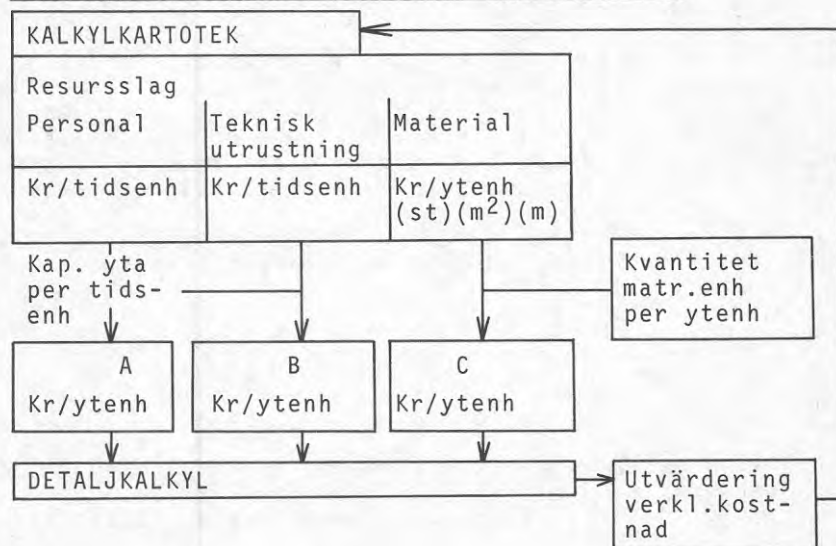 KALKYLKARTOTEK
Resursslag
Personal
Teknisk
utrustning
Material
Kr/tidsenh
Kr/tidsenh
Kr/ytenh
(st)(m²)(m)
Kap. yta
per tids-
enh
Kvantitet
matr.enh
per ytenh
A
Kr/ytenh
B
Kr/ytenh
C
Kr/ytenh
DETALJKALKYL
Utvärdering
verkl.kost-
nad